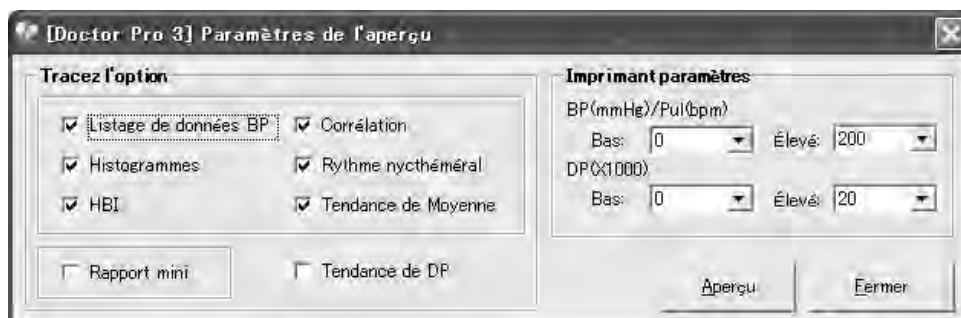 [Doctor Pro 3] Paramètres de l'aperçu
Tracez l'option
Listage de données BP
Corrélation
Histogrammes
Rythme nycthéméral
HBI
Tendance de Moyenne
Rapport mini
Tendance de DP
Imprimant paramètres
BP(mmHg)/Pul(bpm)
Bas: 0 Élevé: 200
DP(X1000)
Bas: 0 Élevé: 20
Aperçu Fermer